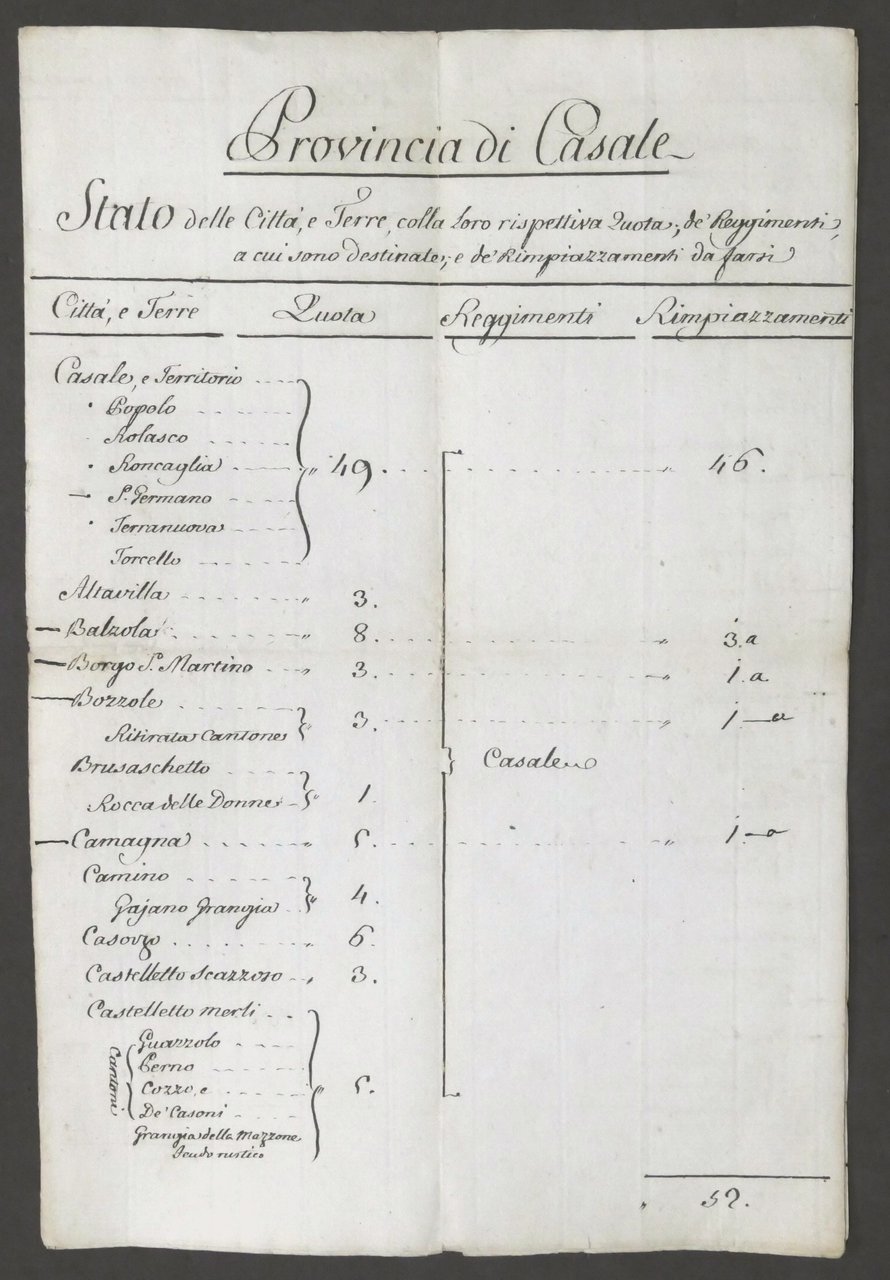 Provincia di Casale
Stato delle Cittá, e Terre, colla Loro rispettiva Quota; de' Reggimenti,
a cui sono destinate; e de' Rimpiazzamenti da farsi
Cittá, e Terre Quota Reggimenti Rimpiazzamenti
Casale, e Territorio
Popolo
Rolasco
Roncaglia 49. 46.
S. Germano
Terranuova
Torcello
Altavilla 3.
Balzola 8. 3. a
Borgo S. Martino 3. 1. a
Bozzole
Ritirata Cantone 3. 1 a
Brusaschetto
Casale
Rocca delle Donne 1.
Camagna 5. 1. a
Camino
Gajano Grangia 4.
Casorzo 6.
Castelletto Scazzoso 3.
Castelletto merli
Guazzolo
Perno
Cantoni
Cozzo, e 5.
De' Casoni
Grangia della Mazzone
feudo rustico
52.